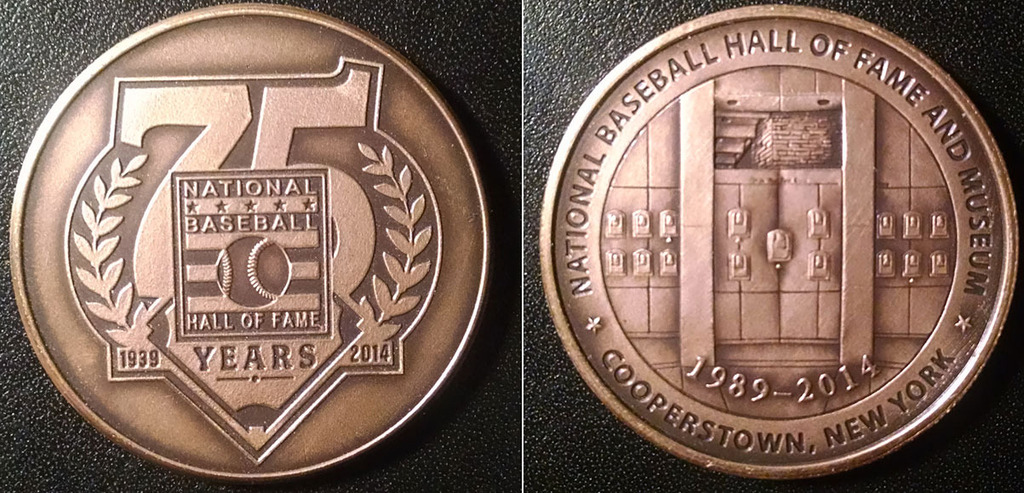 75
NATIONAL
BASEBALL
HALL OF FAME
1939 YEARS 2014
NATIONAL BASEBALL HALL OF FAME AND MUSEUM
1989-2014
COOPERSTOWN, NEW YORK